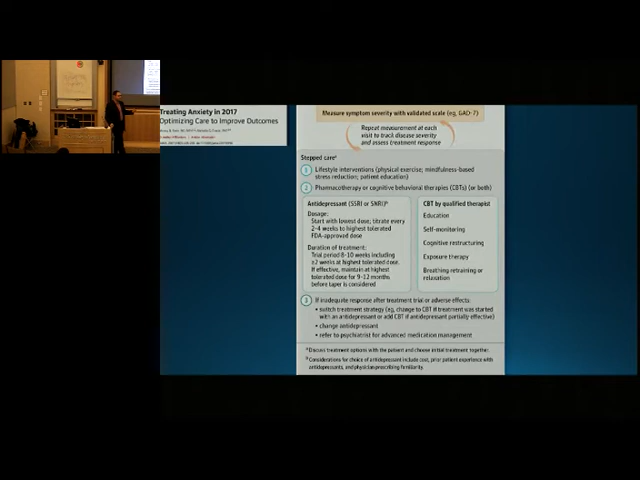 Treating Anxiety in 2017
Optimizing Care to Improve Outcomes
Measure symptom severity with validated scale (eg, GAD-7)
Repeat measurement at each
visit to track disease severity
and assess treatment response
Stepped careᵃ
1 Lifestyle interventions (physical exercise; mindfulness-based
stress reduction; patient education)
2 Pharmacotherapy or cognitive behavioral therapies (CBTs) (or both)
Antidepressant (SSRI or SNRI)ᵇ
Dosage:
Start with lowest dose; titrate every
2-4 weeks to highest tolerated
FDA-approved dose
Duration of treatment:
Trial period 8-10 weeks including
≥2 weeks at highest tolerated dose.
If effective, maintain at highest
tolerated dose for 9-12 months
before taper is considered
CBT by qualified therapist
Education
Self-monitoring
Cognitive restructuring
Exposure therapy
Breathing retraining or
relaxation
3 If inadequate response after treatment trial or adverse effects:
• switch treatment strategy (eg, change to CBT if treatment was started
with an antidepressant or add CBT if antidepressant partially effective)
• change antidepressant
• refer to psychiatrist for advanced medication management
ᵃ Discuss treatment options with the patient and choose initial treatment together.
ᵇ Considerations for choice of antidepressant include cost, prior patient experience with
antidepressants, and physician prescribing familiarity.